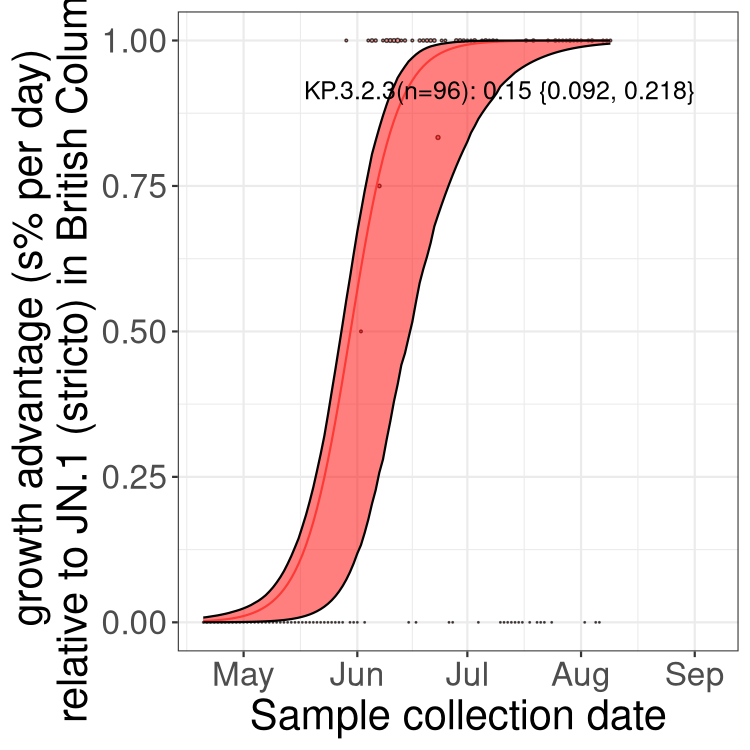 growth advantage (s% per day)
relative to JN.1 (stricto) in British Colum
1.00
0.75
0.50
0.25
0.00
KP.3.2.3(n=96): 0.15 {0.092, 0.218}
May Jun Jul Aug Sep
Sample collection date